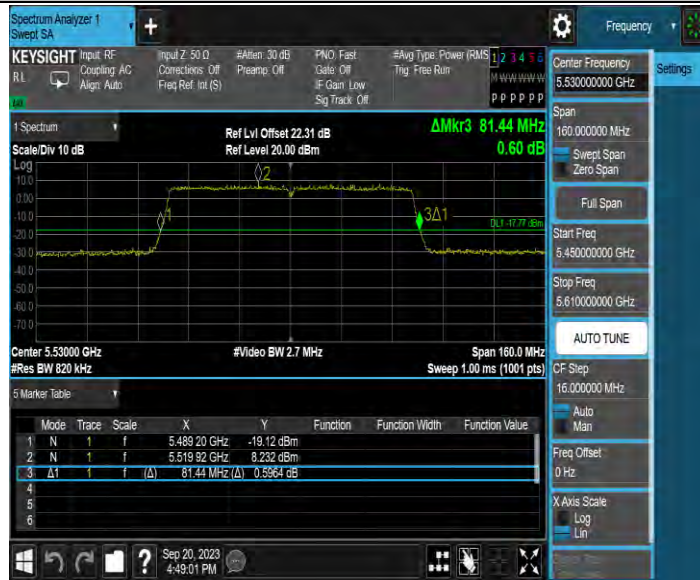 Spectrum Analyzer 1
Swept SA
+
Frequency
KEYSIGHT
RL
Input: RF
Coupling: AC
Align: Auto
Input Z: 50 Ω
Corrections: Off
Freq Ref: Int (S)
#Atten: 30 dB
Preamp: Off
PNO: Fast
Gate: Off
IF Gain: Low
Sig Track: Off
#Avg Type: Power (RMS
Trig: Free Run
1 2 3 4 5 6
M W W W W W
P P P P P P
Center Frequency
5.530000000 GHz
Settings
Span
160.000000 MHz
Swept Span
Zero Span
Full Span
Start Freq
5.450000000 GHz
Stop Freq
5.610000000 GHz
AUTO TUNE
CF Step
16.000000 MHz
Auto
Man
Freq Offset
0 Hz
X Axis Scale
Log
Lin
1 Spectrum
Scale/Div 10 dB
Ref Lvl Offset 22.31 dB
Ref Level 20.00 dBm
ΔMkr3 81.44 MHz
0.60 dB
Log
10.0
0.00
-10.0
-20.0
-30.0
-40.0
-50.0
-60.0
-70.0
1
2
3Δ1
DL1 -17.77 dBm
Center 5.53000 GHz
#Video BW 2.7 MHz
Span 160.0 MHz
#Res BW 820 kHz
Sweep 1.00 ms (1001 pts)
5 Marker Table
Mode Trace Scale X Y Function Function Width Function Value
1 N 1 f 5.489 20 GHz -19.12 dBm
2 N 1 f 5.519 92 GHz 8.232 dBm
3 Δ1 1 f (Δ) 81.44 MHz (Δ) 0.5964 dB
4
5
6
?
Sep 20, 2023
4:49:01 PM